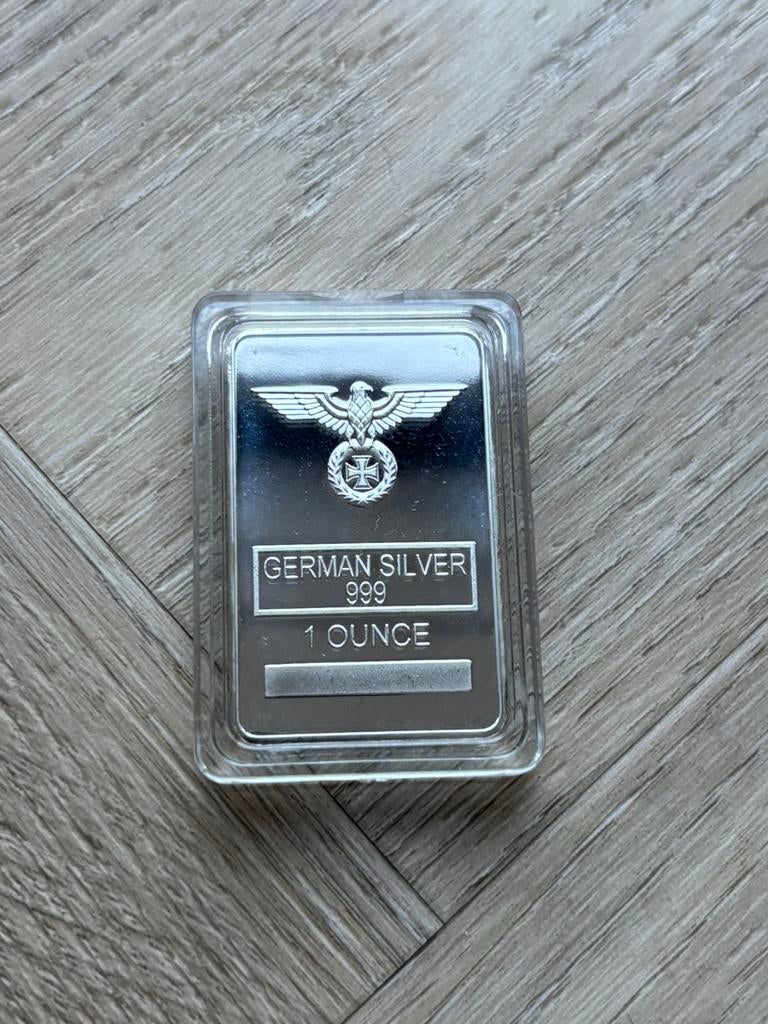 GERMAN SILVER
999
1 OUNCE